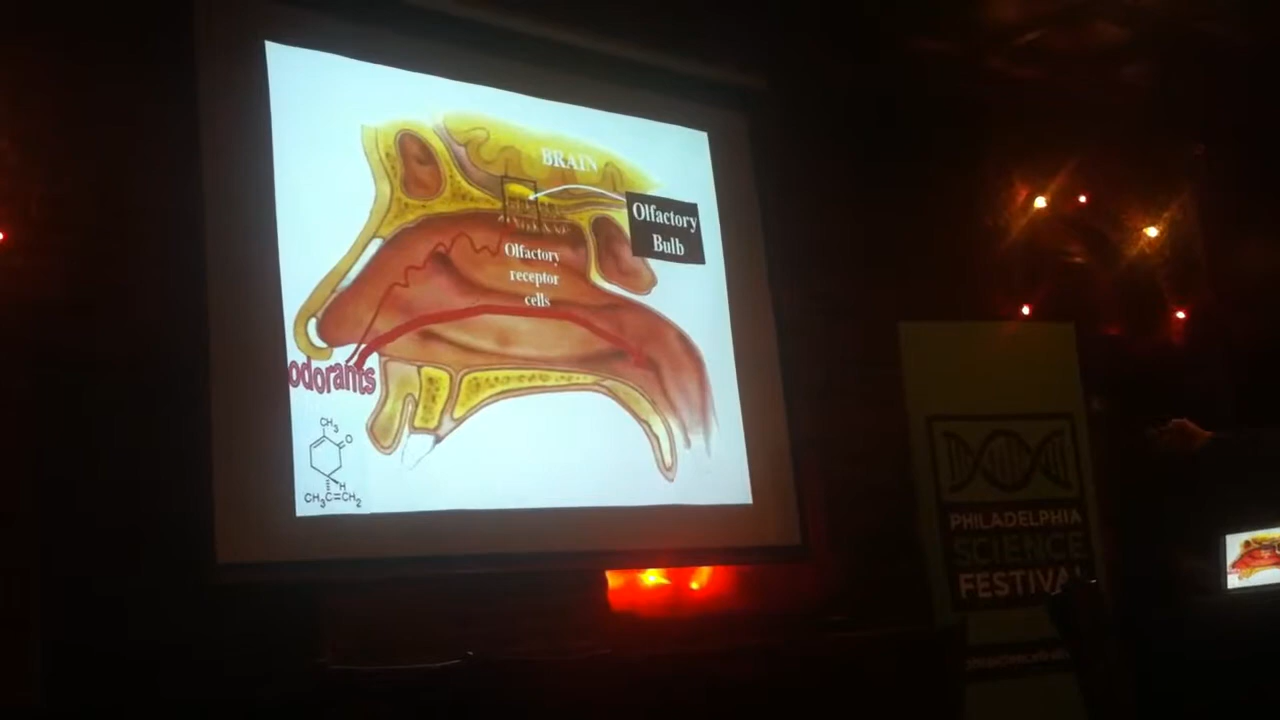 BRAIN
Olfactory
Bulb
Olfactory
receptor
cells
odorants
CH3
O
H
CH3C=CH2
PHILADELPHIA
SCIENCE
FESTIVAL